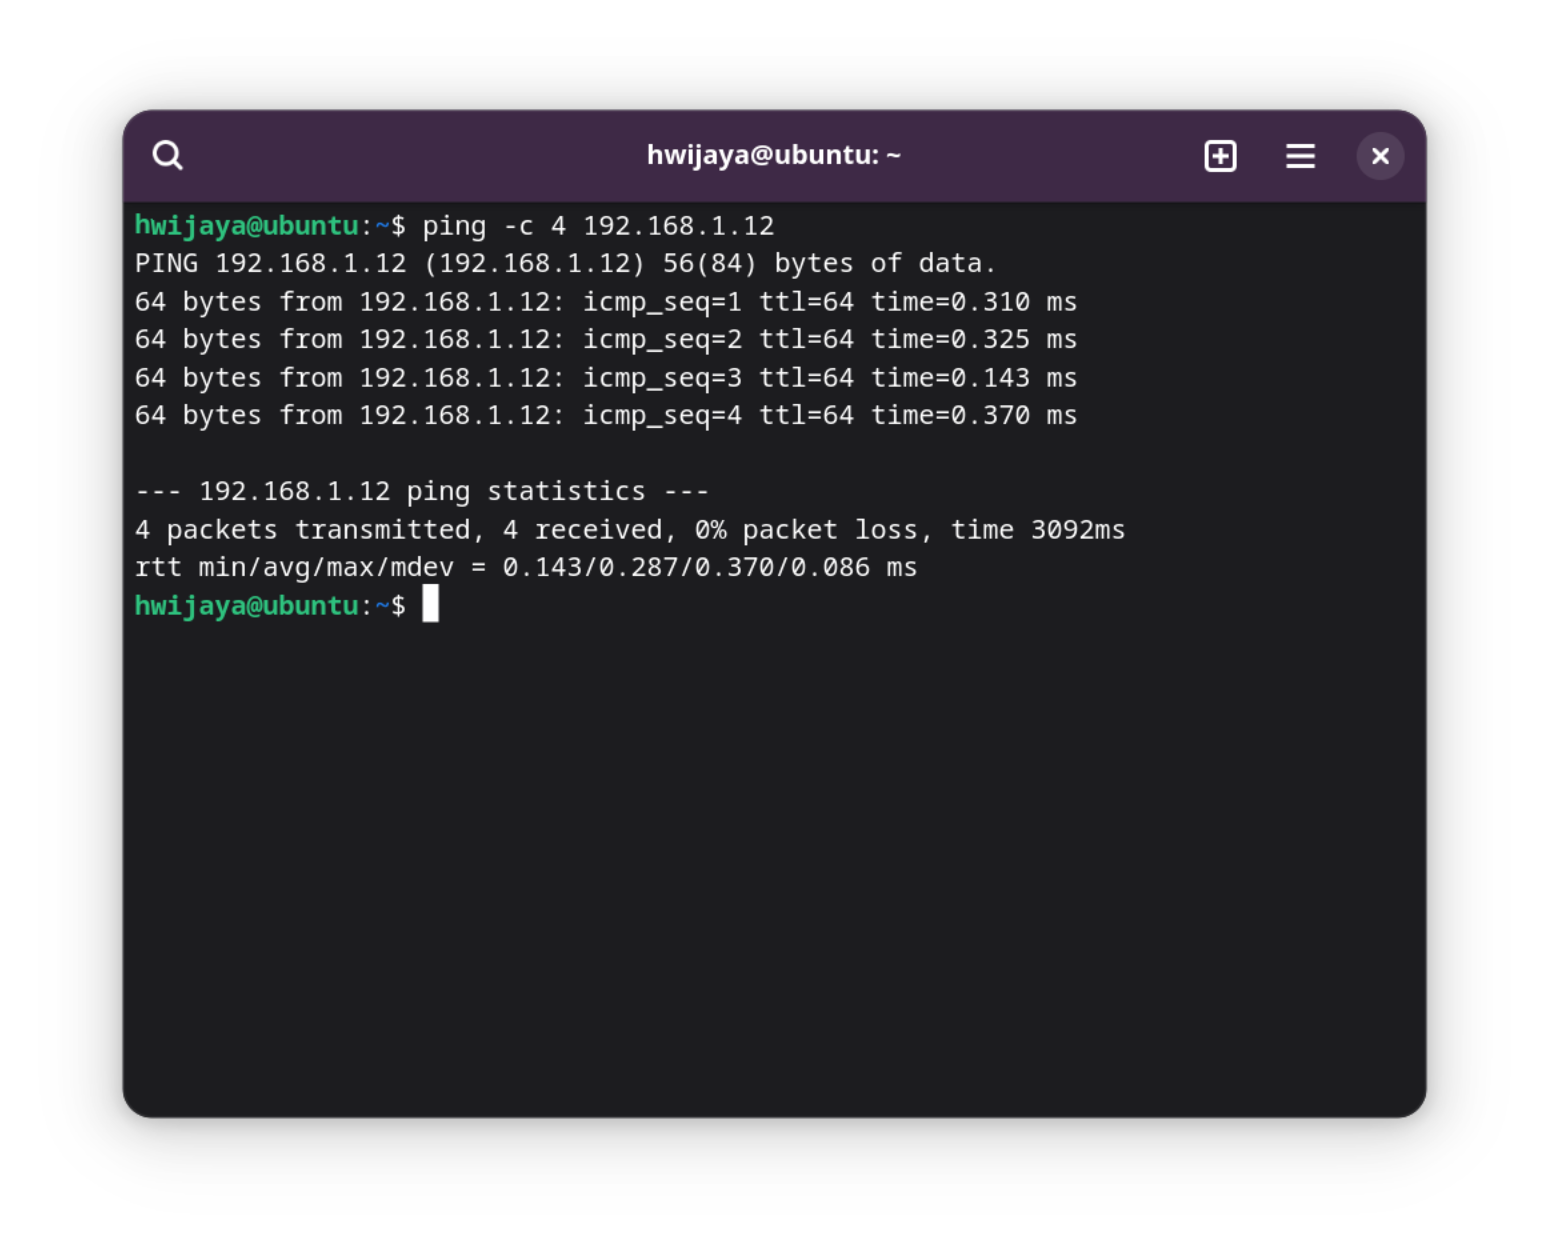 hwijaya@ubuntu: ~
hwijaya@ubuntu:~$ ping -c 4 192.168.1.12
PING 192.168.1.12 (192.168.1.12) 56(84) bytes of data.
64 bytes from 192.168.1.12: icmp_seq=1 ttl=64 time=0.310 ms
64 bytes from 192.168.1.12: icmp_seq=2 ttl=64 time=0.325 ms
64 bytes from 192.168.1.12: icmp_seq=3 ttl=64 time=0.143 ms
64 bytes from 192.168.1.12: icmp_seq=4 ttl=64 time=0.370 ms
--- 192.168.1.12 ping statistics ---
4 packets transmitted, 4 received, 0% packet loss, time 3092ms
rtt min/avg/max/mdev = 0.143/0.287/0.370/0.086 ms
hwijaya@ubuntu:~$